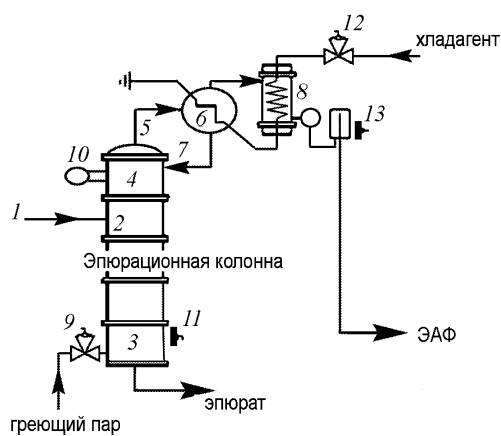 12
хладагент
8
13
5
6
7
10
4
1
2
Эпюрационная колонна
9
11
3
ЭАФ
эпюрат
греющий пар